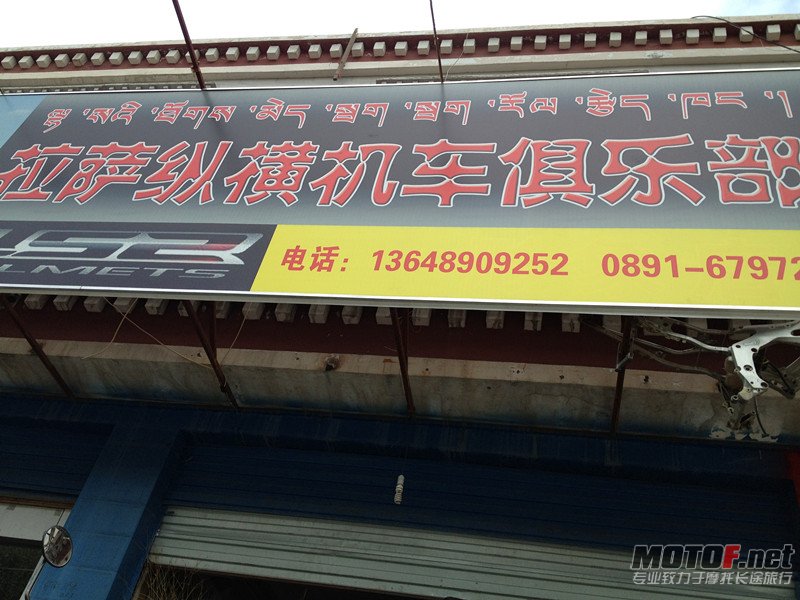 拉萨纵横机车俱乐部
LS2
HELMETS
电话：13648909252 0891-67972
MOTOF.net
专业致力于摩托长途旅行